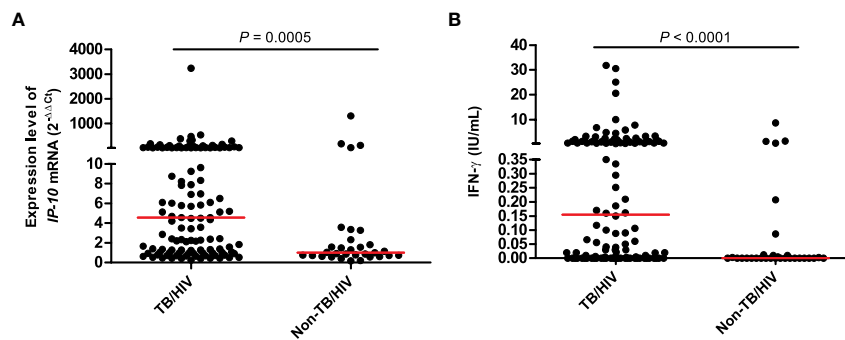 A
P = 0.0005
Expression level of
IP-10 mRNA (2^-ΔΔCt)
4000
3000
2000
1000
10
8
6
4
2
0
TB/HIV
Non-TB/HIV
B
P < 0.0001
IFN-γ (IU/mL)
40
30
20
10
0.35
0.30
0.25
0.20
0.15
0.10
0.05
0.00
TB/HIV
Non-TB/HIV